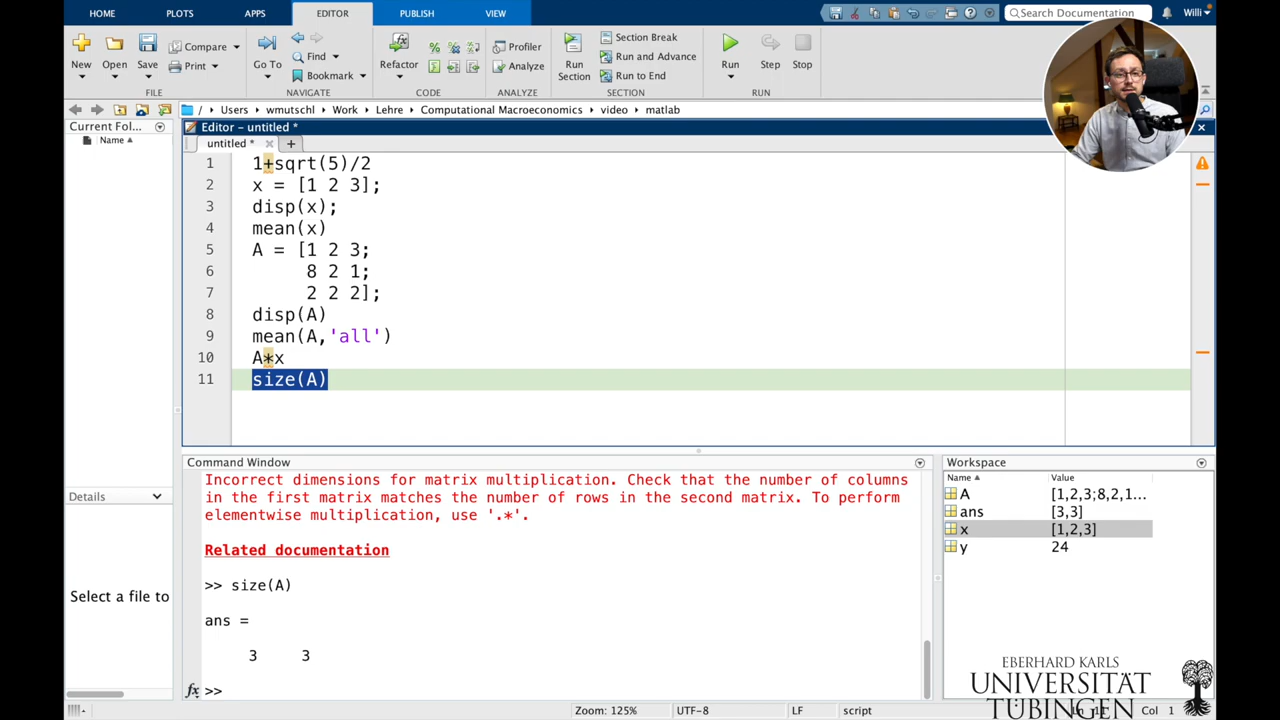 HOME PLOTS APPS EDITOR PUBLISH VIEW Search Documentation Willi
New Open Save Compare Print Go To Find Bookmark Refactor Profiler Analyze Run Section Section Break Run and Advance Run to End Run Step Stop
FILE NAVIGATE CODE ANALYZE SECTION RUN
/ Users wmutschl Work Lehre Computational Macroeconomics video matlab
Current Fol... Editor - untitled *
Name untitled *
1 1+sqrt(5)/2
2 x = [1 2 3];
3 disp(x);
4 mean(x)
5 A = [1 2 3;
6 8 2 1;
7 2 2 2];
8 disp(A)
9 mean(A,'all')
10 A*x
11 size(A)
Details
Select a file to
Command Window
Incorrect dimensions for matrix multiplication. Check that the number of columns
in the first matrix matches the number of rows in the second matrix. To perform
elementwise multiplication, use '.*'.
Related documentation
>> size(A)
ans =
3 3
fx >>
Workspace
Name Value
A [1,2,3;8,2,1...
ans [3,3]
x [1,2,3]
y 24
EBERHARD KARLS
UNIVERSITÄT
TÜBINGEN
Zoom: 125% UTF-8 LF script Ln 11 Col 1